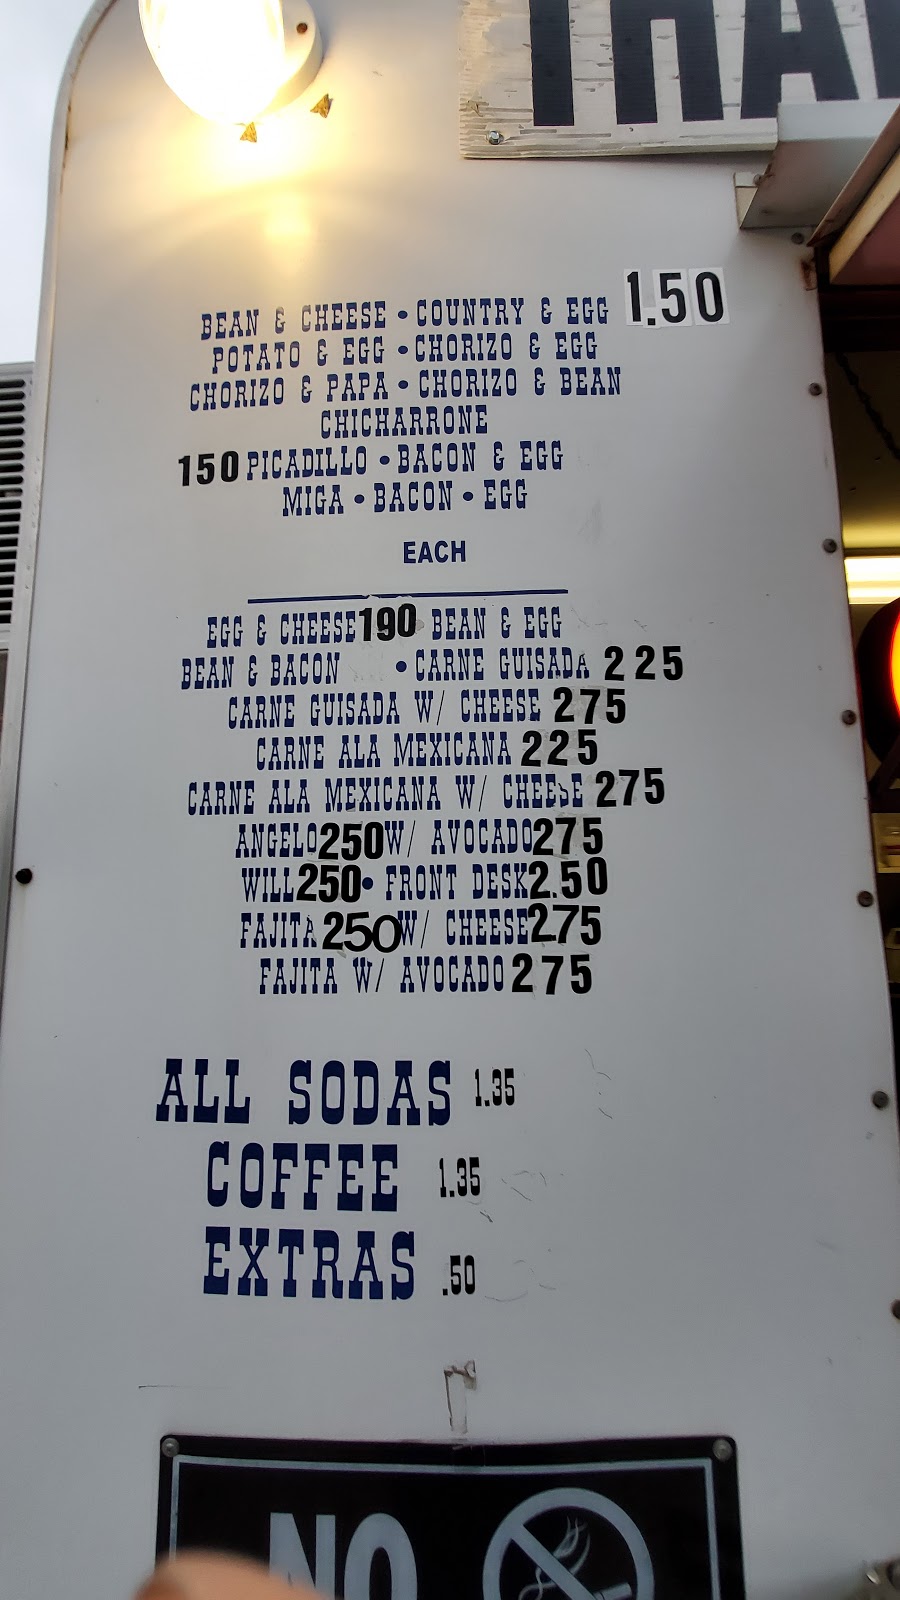 THA
BEAN & CHEESE • COUNTRY & EGG 1.50
POTATO & EGG • CHORIZO & EGG
CHORIZO & PAPA • CHORIZO & BEAN
CHICHARRONE
150 PICADILLO • BACON & EGG
MIGA • BACON • EGG
EACH
EGG & CHEESE 190 BEAN & EGG
BEAN & BACON • CARNE GUISADA 225
CARNE GUISADA W/ CHEESE 275
CARNE ALA MEXICANA 225
CARNE ALA MEXICANA W/ CHEESE 275
ANGELO 250 W/ AVOCADO 275
WILL 250 • FRONT DESK 2.50
FAJITA 250 W/ CHEESE 275
FAJITA W/ AVOCADO 275
ALL SODAS 1.35
COFFEE 1.35
EXTRAS .50
NO